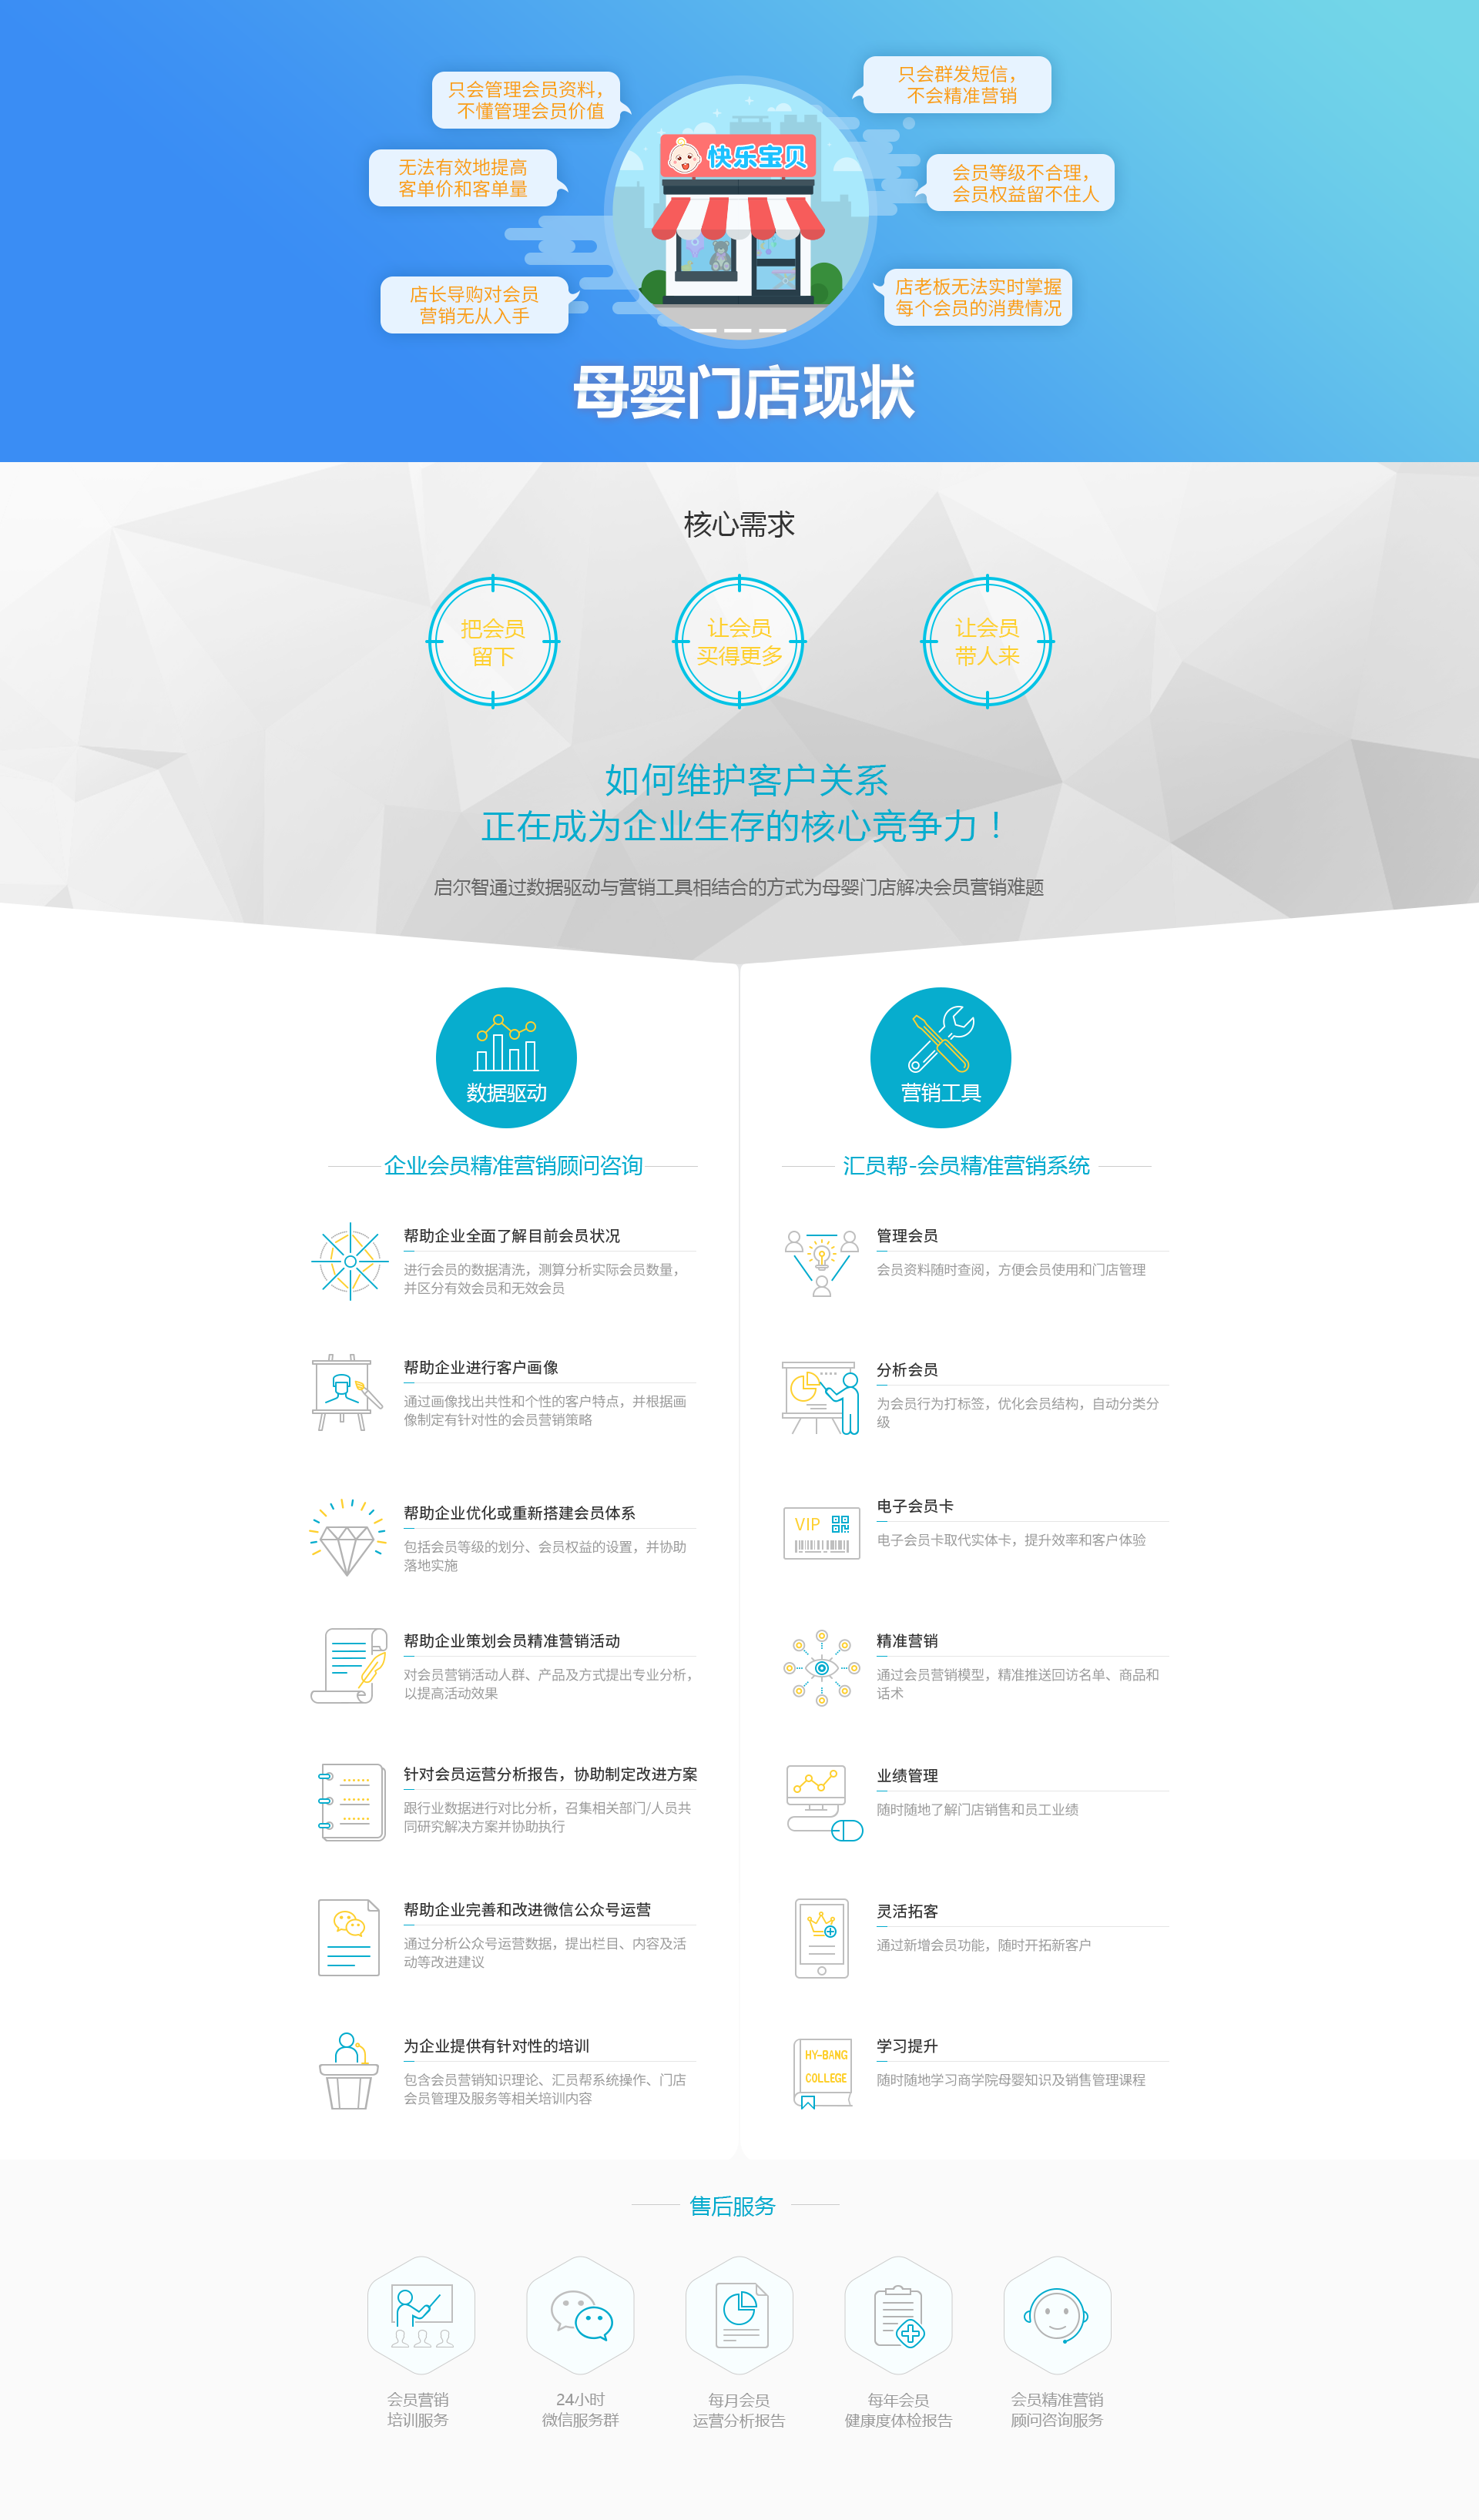 只会管理会员资料，
不懂管理会员价值
只会群发短信，
不会精准营销
无法有效地提高
客单价和客单量
会员等级不合理，
会员权益留不住人
店长导购对会员
营销无从入手
店老板无法实时掌握
每个会员的消费情况
快乐宝贝
母婴门店现状
核心需求
把会员
留下
让会员
买得更多
让会员
带人来
如何维护客户关系
正在成为企业生存的核心竞争力！
启尔智通过数据驱动与营销工具相结合的方式为母婴门店解决会员营销难题
数据驱动
企业会员精准营销顾问咨询
帮助企业全面了解目前会员状况
进行会员的数据清洗，测算分析实际会员数量，
并区分有效会员和无效会员
帮助企业进行客户画像
通过画像找出共性和个性的客户特点，并根据画
像制定有针对性的会员营销策略
帮助企业优化或重新搭建会员体系
包括会员等级的划分、会员权益的设置，并协助
落地实施
帮助企业策划会员精准营销活动
对会员营销活动人群、产品及方式提出专业分析，
以提高活动效果
针对会员运营分析报告，协助制定改进方案
跟行业数据进行对比分析，召集相关部门/人员共
同研究解决方案并协助执行
帮助企业完善和改进微信公众号运营
通过分析公众号运营数据，提出栏目、内容及活
动等改进建议
为企业提供有针对性的培训
包含会员营销知识理论、汇员帮系统操作、门店
会员管理及服务等相关培训内容
营销工具
汇员帮-会员精准营销系统
管理会员
会员资料随时查阅，方便会员使用和门店管理
分析会员
为会员行为打标签，优化会员结构，自动分类分
级
VIP
电子会员卡
电子会员卡取代实体卡，提升效率和客户体验
精准营销
通过会员营销模型，精准推送回访名单、商品和
话术
业绩管理
随时随地了解门店销售和员工业绩
灵活拓客
通过新增会员功能，随时开拓新客户
HY-BANG
COLLEGE
学习提升
随时随地学习商学院母婴知识及销售管理课程
售后服务
会员营销
培训服务
24小时
微信服务群
每月会员
运营分析报告
每年会员
健康度体检报告
会员精准营销
顾问咨询服务